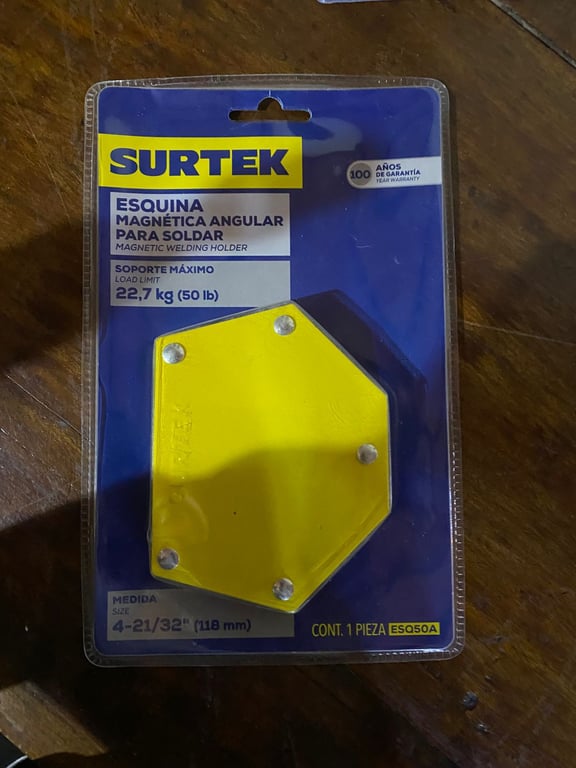 SURTEK
100 AÑOS
DE GARANTÍA
YEAR WARRANTY
ESQUINA
MAGNÉTICA ANGULAR
PARA SOLDAR
MAGNETIC WELDING HOLDER
SOPORTE MÁXIMO
LOAD LIMIT
22,7 kg (50 lb)
SURTEK
MEDIDA
SIZE
4-21/32" (118 mm)
CONT. 1 PIEZA ESQ50A